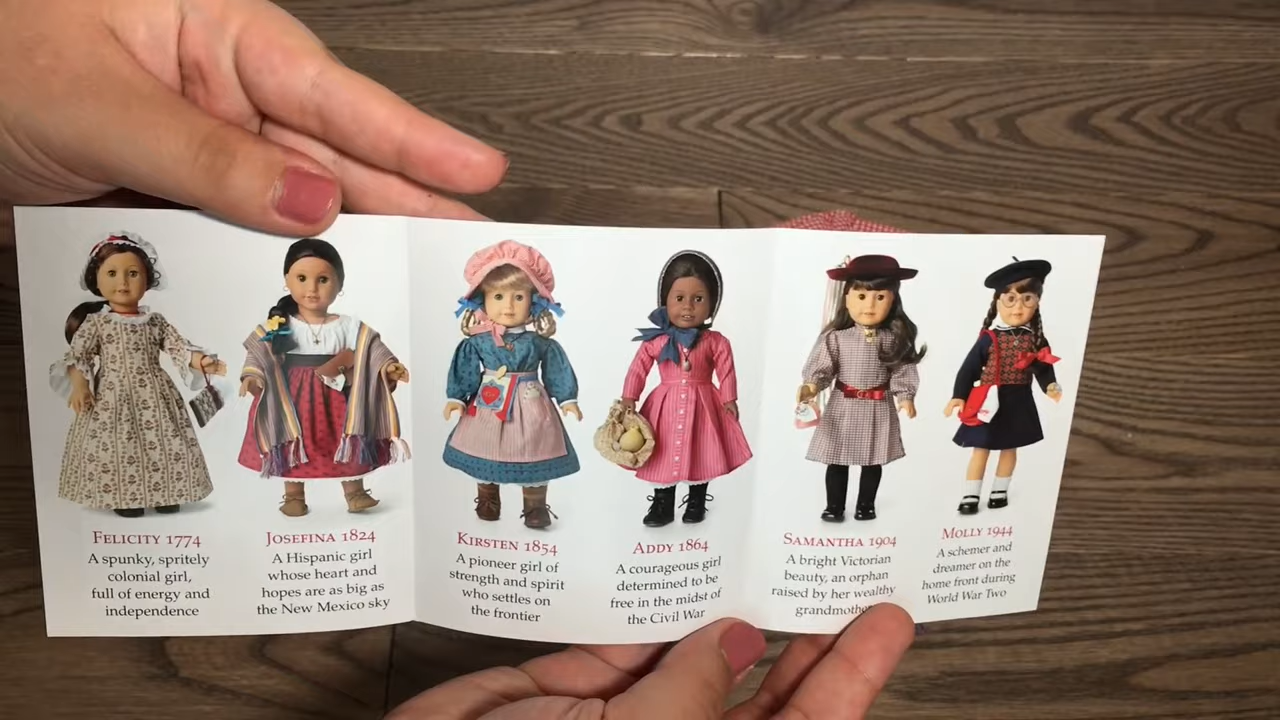 FELICITY 1774
A spunky, spritely
colonial girl,
full of energy and
independence
JOSEFINA 1824
A Hispanic girl
whose heart and
hopes are as big as
the New Mexico sky
KIRSTEN 1854
A pioneer girl of
strength and spirit
who settles on
the frontier
ADDY 1864
A courageous girl
determined to be
free in the midst of
the Civil War
SAMANTHA 1904
A bright Victorian
beauty, an orphan
raised by her wealthy
grandmother
MOLLY 1944
A schemer and
dreamer on the
home front during
World War Two